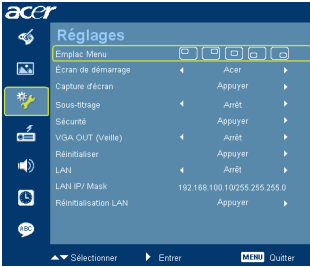 acer
Réglages
Emplac Menu
Écran de démarrage Acer
Capture d'écran Appuyer
Sous-titrage Arrêt
Sécurité Appuyer
VGA OUT (Veille) Arrêt
Réinitialiser Appuyer
LAN Arrêt
LAN IP/ Mask 192.168.100.10/255.255.255.0
Réinitialisation LAN Appuyer
ABC
Sélectionner Entrer MENU Quitter